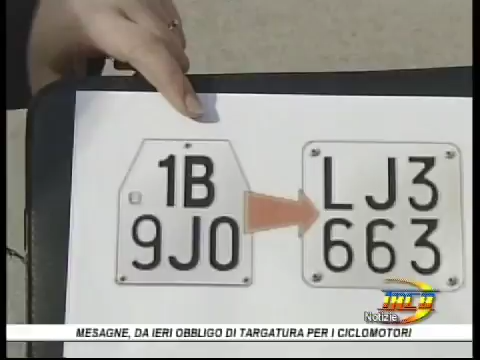 1B
9J0
LJ3
663
Notizie
MESAGNE, DA IERI OBBLIGO DI TARGATURA PER I CICLOMOTORI